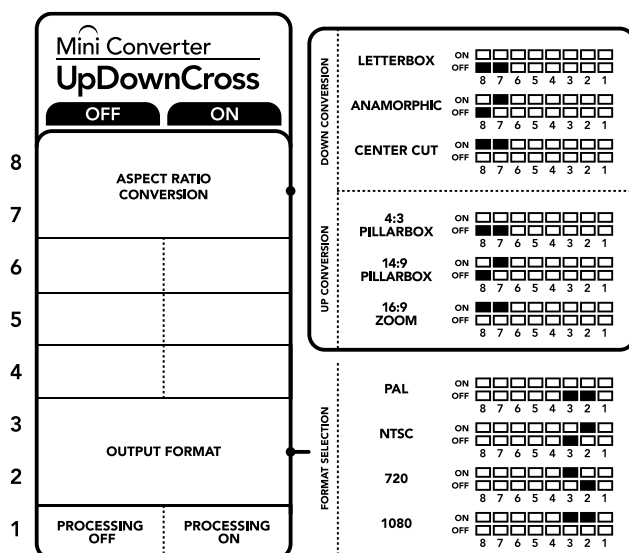 Mini Converter
UpDownCross
OFF ON
8
ASPECT RATIO
CONVERSION
7
6
5
4
3
OUTPUT FORMAT
2
1
PROCESSING
OFF
PROCESSING
ON
DOWN CONVERSION
LETTERBOX
ON
OFF
8 7 6 5 4 3 2 1
ANAMORPHIC
ON
OFF
8 7 6 5 4 3 2 1
CENTER CUT
ON
OFF
8 7 6 5 4 3 2 1
UP CONVERSION
4:3
PILLARBOX
ON
OFF
8 7 6 5 4 3 2 1
14:9
PILLARBOX
ON
OFF
8 7 6 5 4 3 2 1
16:9
ZOOM
ON
OFF
8 7 6 5 4 3 2 1
FORMAT SELECTION
PAL
ON
OFF
8 7 6 5 4 3 2 1
NTSC
ON
OFF
8 7 6 5 4 3 2 1
720
ON
OFF
8 7 6 5 4 3 2 1
1080
ON
OFF
8 7 6 5 4 3 2 1